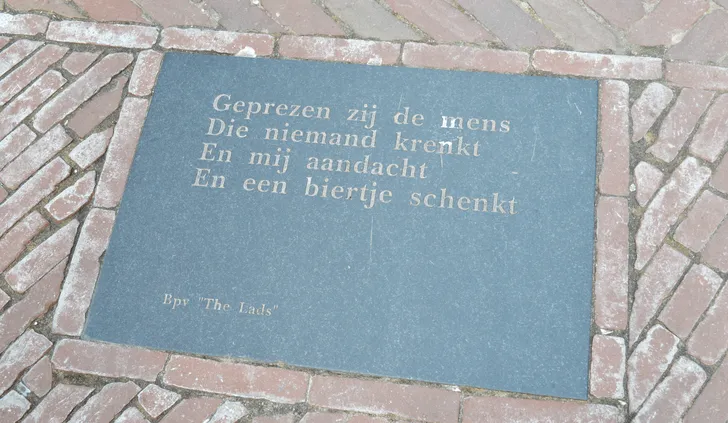 Geprezen zij de mens
Die niemand krenkt
En mij aandacht
En een biertje schenkt
Bpv "The Lads"